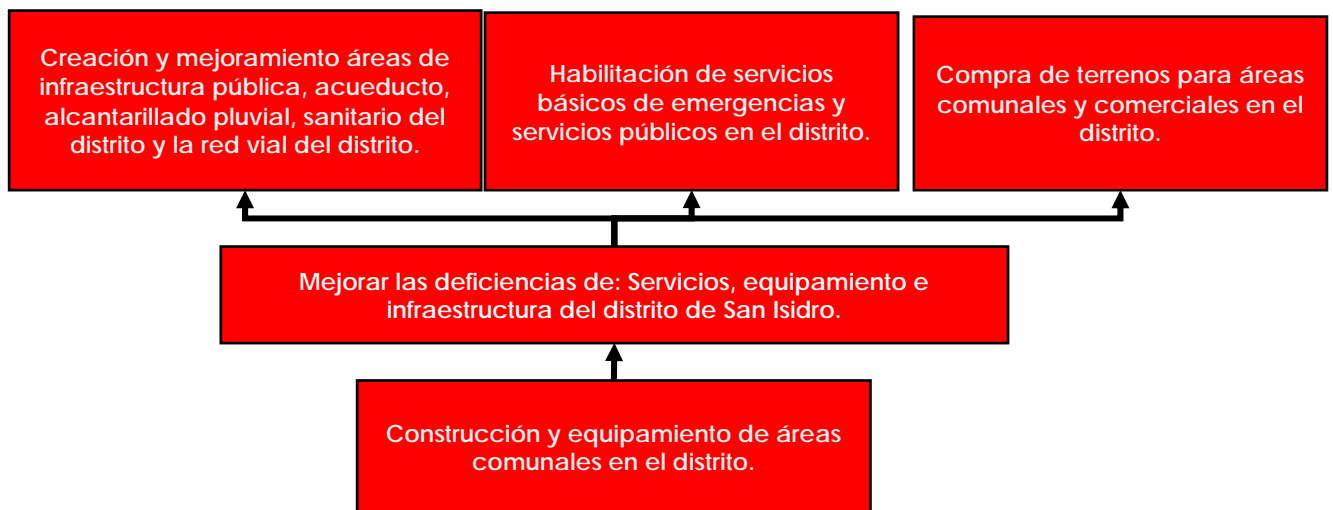 Creación y mejoramiento áreas de
infraestructura pública, acueducto,
alcantarillado pluvial, sanitario del
distrito y la red vial del distrito.
Habilitación de servicios
básicos de emergencias y
servicios públicos en el distrito.
Compra de terrenos para áreas
comunales y comerciales en el
distrito.
Mejorar las deficiencias de: Servicios, equipamiento e
infraestructura del distrito de San Isidro.
Construcción y equipamiento de áreas
comunales en el distrito.